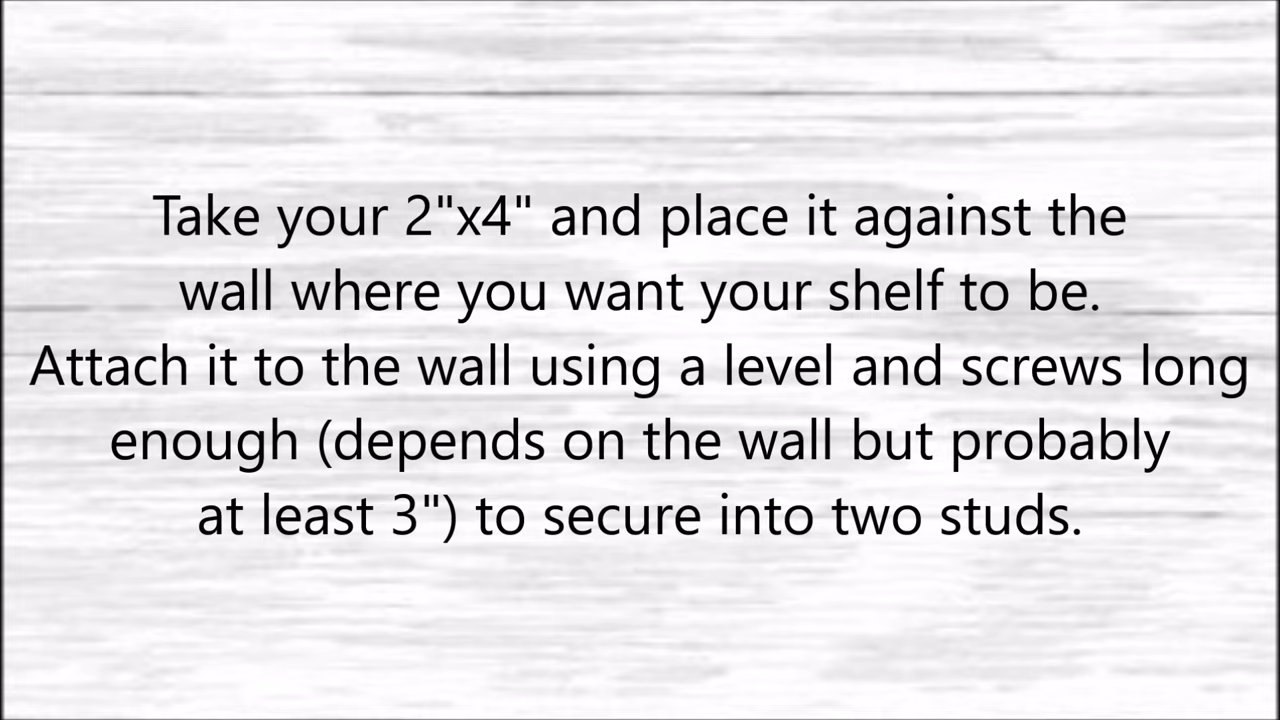 Take your 2"x4" and place it against the
wall where you want your shelf to be.
Attach it to the wall using a level and screws long
enough (depends on the wall but probably
at least 3") to secure into two studs.